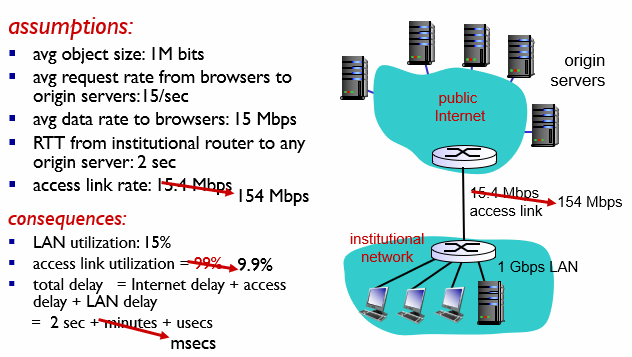 assumptions:
avg object size: 1M bits
avg request rate from browsers to
origin servers:15/sec
avg data rate to browsers: 15 Mbps
RTT from institutional router to any
origin server: 2 sec
access link rate: 15.4 Mbps
154 Mbps
consequences:
LAN utilization: 15%
access link utilization = 99%
9.9%
total delay = Internet delay + access
delay + LAN delay
= 2 sec + minutes + usecs
msecs
origin
servers
public
Internet
15.4 Mbps
access link
154 Mbps
institutional
network
1 Gbps LAN